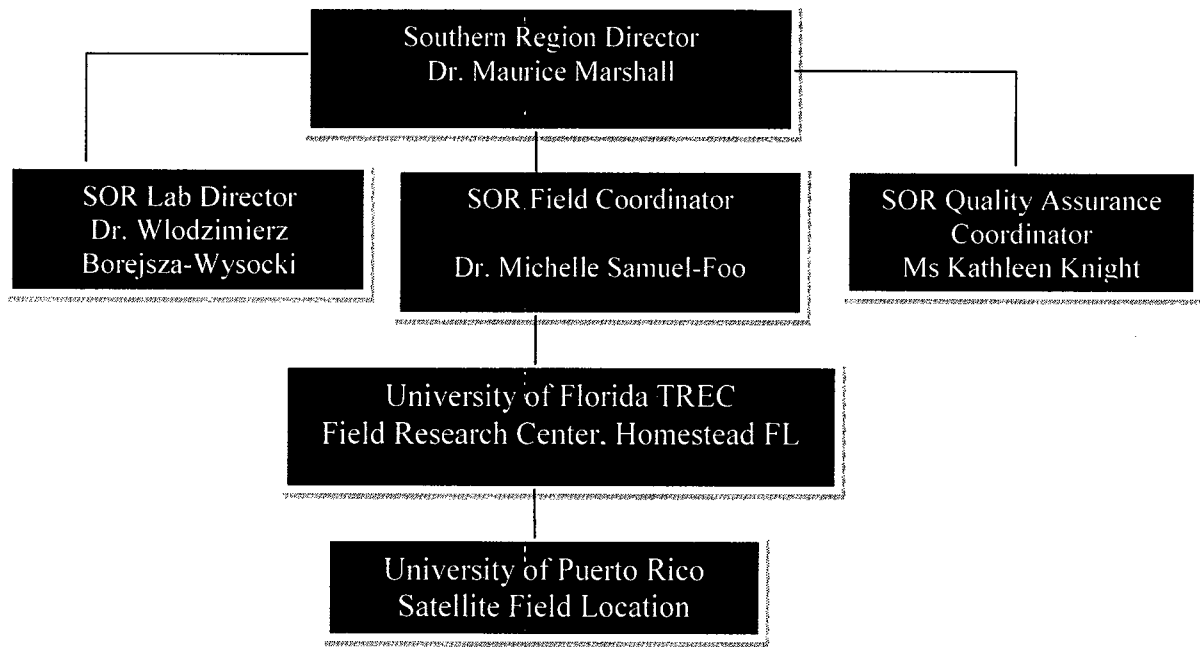 Southern Region Director
Dr. Maurice Marshall
SOR Lab Director
Dr. Wlodzimierz
Borejsza-Wysocki
SOR Field Coordinator
Dr. Michelle Samuel-Foo
SOR Quality Assurance
Coordinator
Ms Kathleen Knight
University of Florida TREC
Field Research Center, Homestead FL
University of Puerto Rico
Satellite Field Location